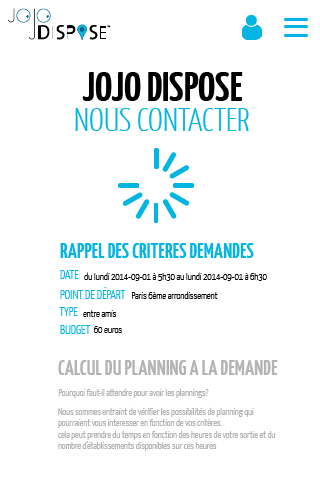 JOJO
JDISPOSE
JOJO DISPOSE
NOUS CONTACTER
RAPPEL DES CRITERES DEMANDES
DATE du lundi 2014-09-01 à 5h30 au lundi 2014-09-01 à 6h30
POINT DE DÉPART Paris 6ème arrondissement
TYPE entre amis
BUDGET 60 euros
CALCUL DU PLANNING A LA DEMANDE
Pourquoi faut-il attendre pour avoir les plannings?
Nous sommes entraint de vérifier les possibilités de planning qui
pourraient vous interesser en fonction de vos critères.
cela peut prendre du temps en fonction des heures de votre sortie et du
nombre d'établissements disponibles sur ces heures